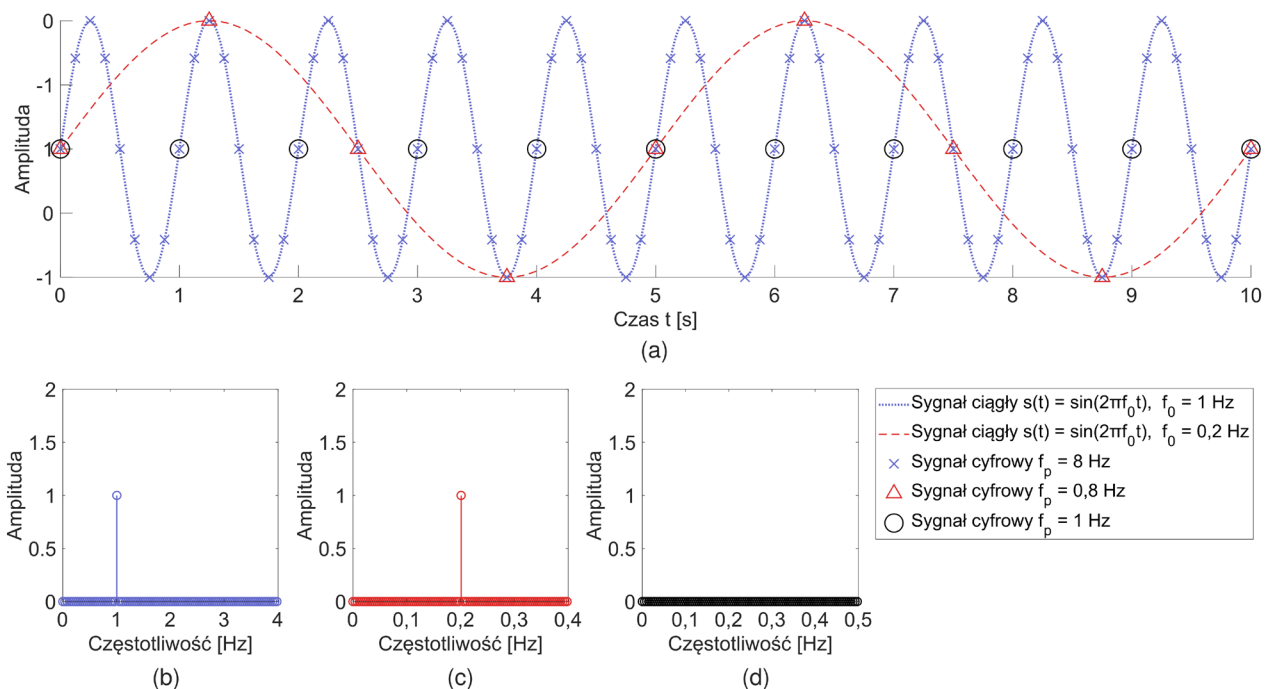 Amplituda
0
-1
1
0
-1
0 1 2 3 4 5 6 7 8 9 10
Czas t [s]
(a)
Amplituda
2
1.5
1
0.5
0
0 1 2 3 4
Częstotliwość [Hz]
(b)
Amplituda
2
1.5
1
0.5
0
0 0,1 0,2 0,3 0,4
Częstotliwość [Hz]
(c)
Amplituda
2
1.5
1
0.5
0
0 0,1 0,2 0,3 0,4 0,5
Częstotliwość [Hz]
(d)
Sygnał ciągły s(t) = sin(2πf₀t), f₀ = 1 Hz
Sygnał ciągły s(t) = sin(2πf₀t), f₀ = 0,2 Hz
Sygnał cyfrowy fₚ = 8 Hz
Sygnał cyfrowy fₚ = 0,8 Hz
Sygnał cyfrowy fₚ = 1 Hz